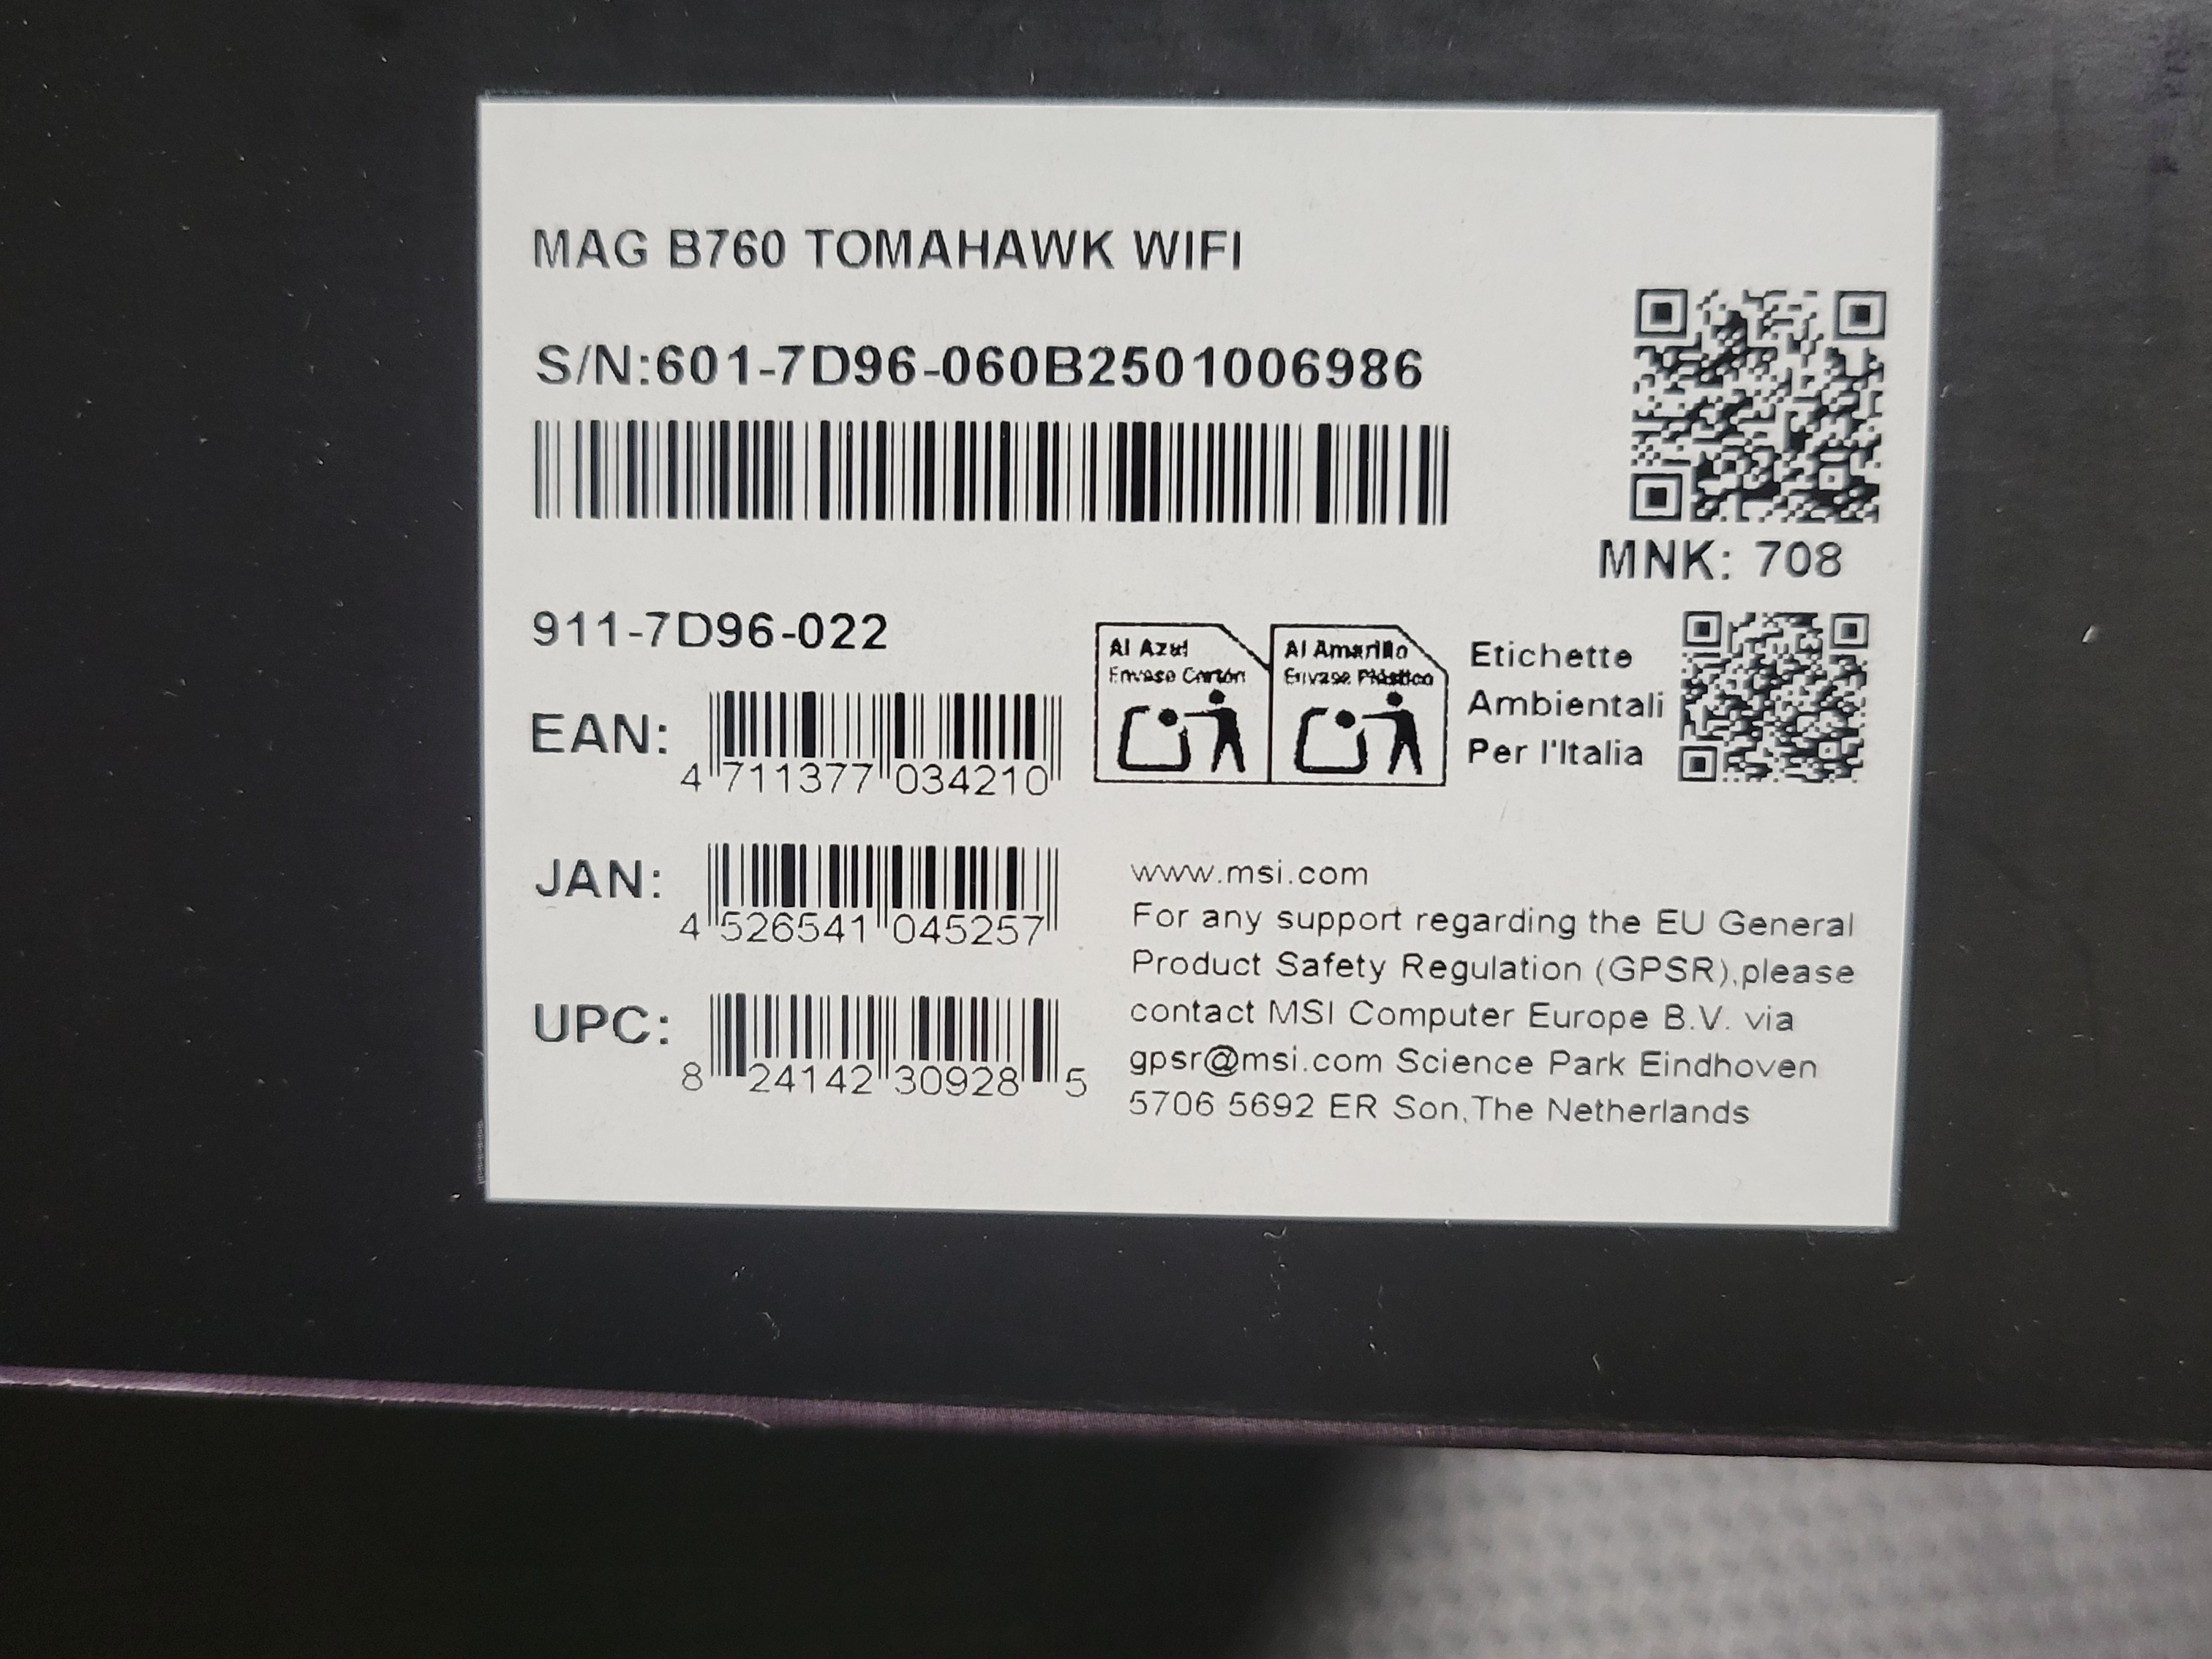 MAG B760 TOMAHAWK WIFI
S/N:601-7D96-060B2501006986
MNK: 708
911-7D96-022
Al Azul
Envase Cartón
Al Amarillo
Envase Plástico
Etichette
Ambientali
Per l'Italia
EAN:
4 711377 034210
JAN:
4 526541 045257
UPC:
8 24142 30928 5
www.msi.com
For any support regarding the EU General
Product Safety Regulation (GPSR),please
contact MSI Computer Europe B.V. via
gpsr@msi.com Science Park Eindhoven
5706 5692 ER Son,The Netherlands